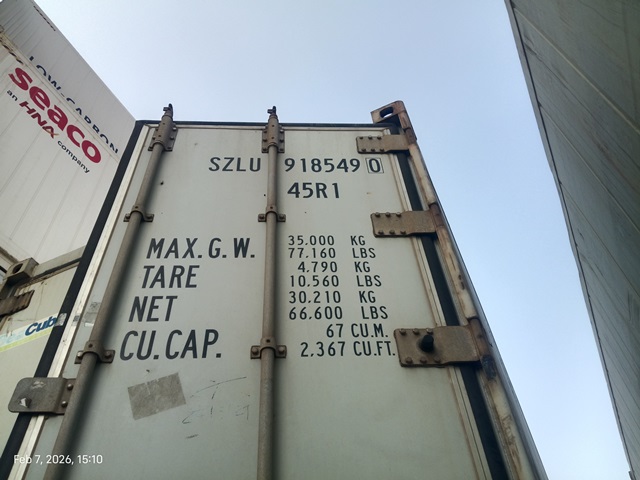 LOW-CARBON
seaco
an HNA company
SZLU 918549 0
45R1
MAX.G.W. 35.000 KG
77.160 LBS
TARE 4.790 KG
10.560 LBS
NET 30.210 KG
66.600 LBS
CU.CAP. 67 CU.M.
2.367 CU.FT.
Cube
Feb 7, 2026, 15:10